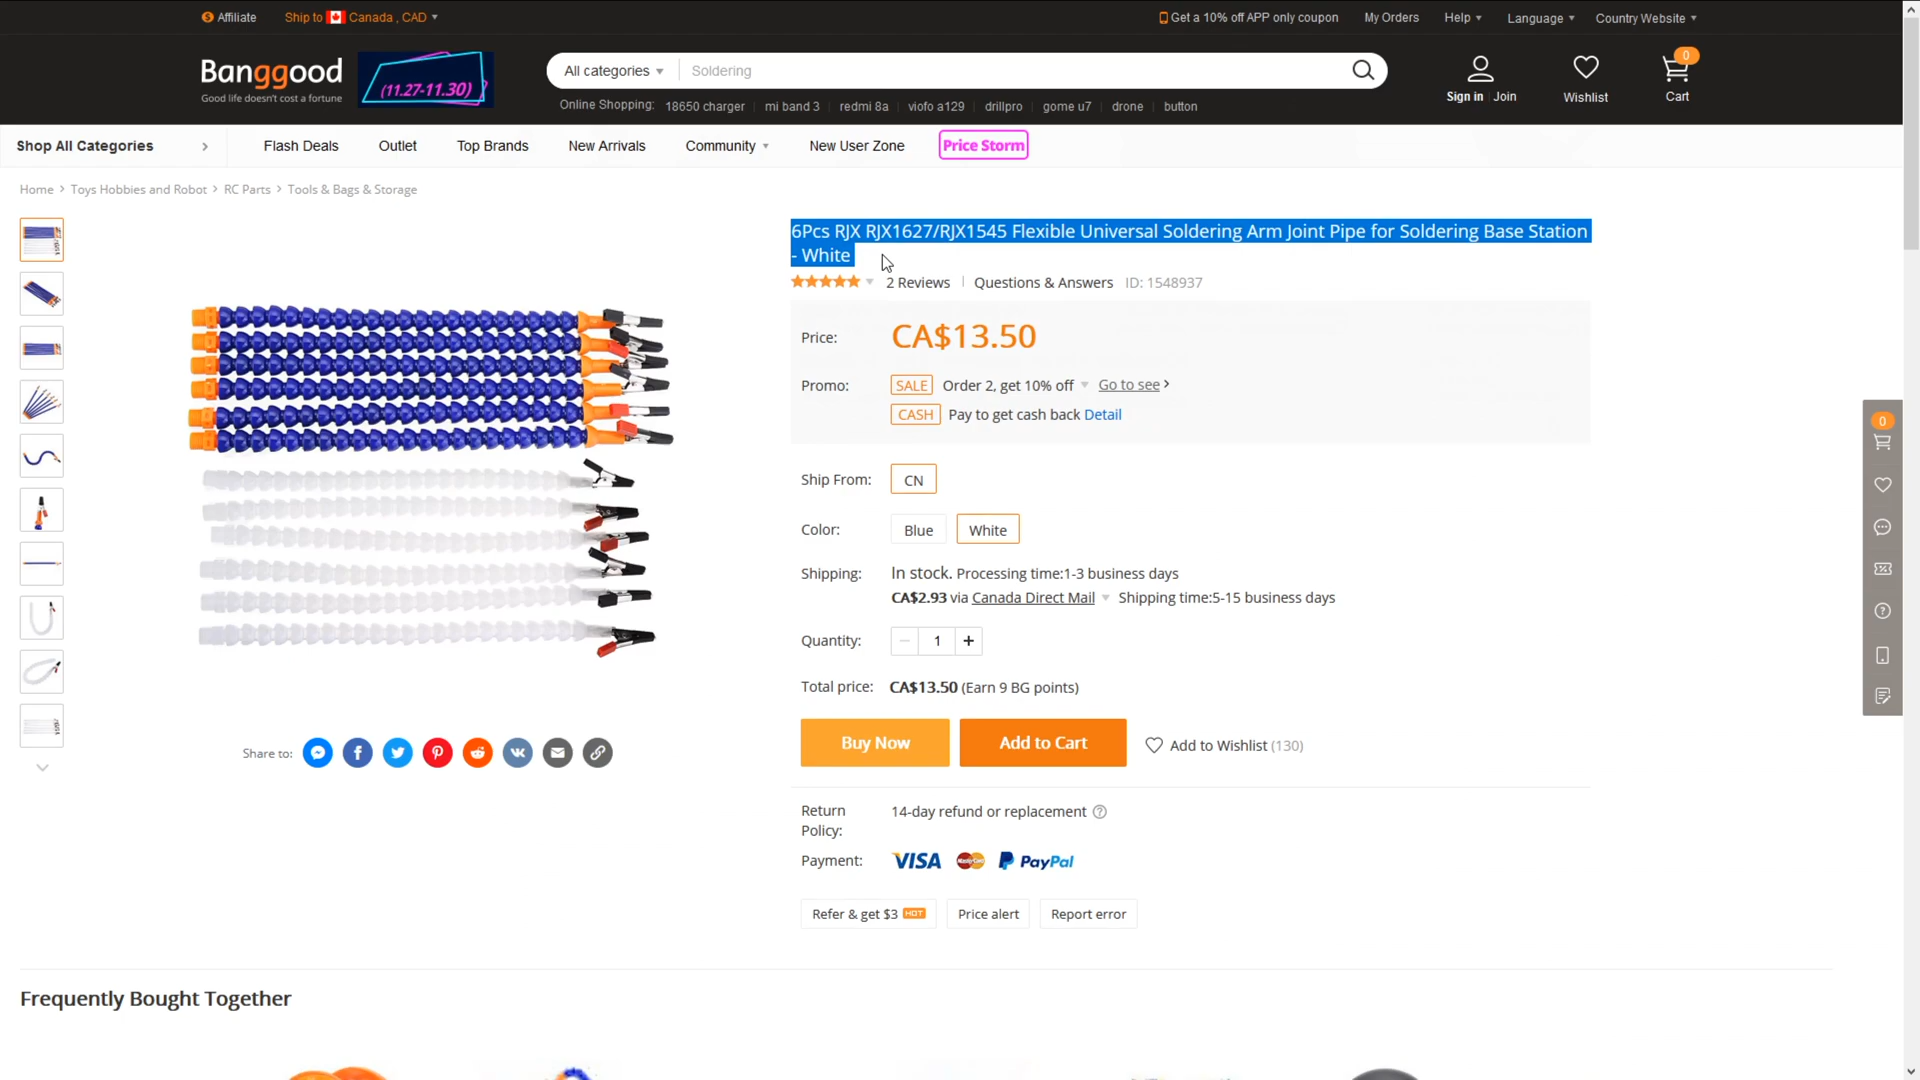 Affiliate
Ship to Canada , CAD
Get a 10% off APP only coupon
My Orders
Help
Language
Country Website
Banggood
Good life doesn't cost a fortune
(11.27-11.30)
All categories
Soldering
Online Shopping: 18650 charger mi band 3 redmi 8a viofo a129 drillpro gome u7 drone button
Sign in Join
Wishlist
0
Cart
Shop All Categories
Flash Deals
Outlet
Top Brands
New Arrivals
Community
New User Zone
Price Storm
Home > Toys Hobbies and Robot > RC Parts > Tools & Bags & Storage
6Pcs RJX RJX1627/RJX1545 Flexible Universal Soldering Arm Joint Pipe for Soldering Base Station
- White
2 Reviews Questions & Answers ID: 1548937
Price: CA$13.50
Promo: SALE Order 2, get 10% off Go to see >
CASH Pay to get cash back Detail
Ship From: CN
Color: Blue White
Shipping: In stock. Processing time:1-3 business days
CA$2.93 via Canada Direct Mail Shipping time:5-15 business days
Quantity: − 1 +
Total price: CA$13.50 (Earn 9 BG points)
Buy Now
Add to Cart
Add to Wishlist (130)
Share to:
Return
Policy:
14-day refund or replacement
Payment: VISA MasterCard PayPal
Refer & get $3 HOT
Price alert
Report error
0
Frequently Bought Together